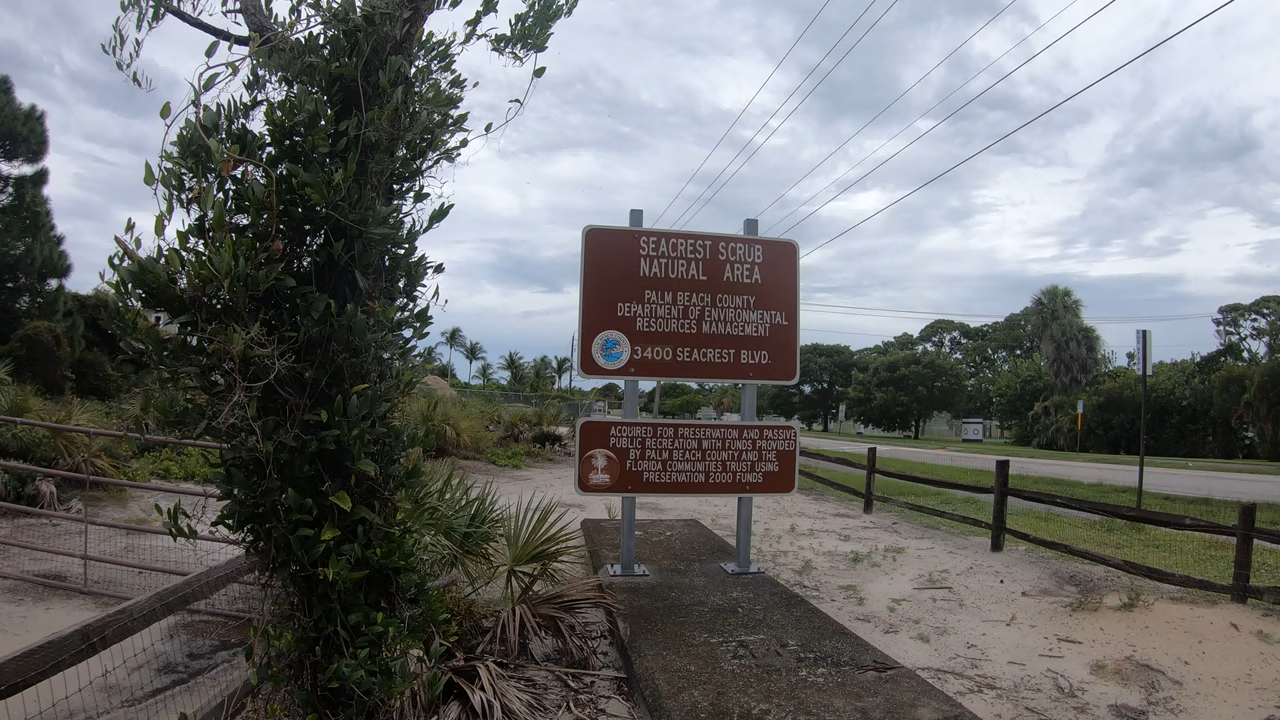 SEACREST SCRUB
NATURAL AREA
PALM BEACH COUNTY
DEPARTMENT OF ENVIRONMENTAL
RESOURCES MANAGEMENT
3400 SEACREST BLVD.
ACQUIRED FOR PRESERVATION AND PASSIVE
PUBLIC RECREATION WITH FUNDS PROVIDED
BY PALM BEACH COUNTY AND THE
FLORIDA COMMUNITIES TRUST USING
PRESERVATION 2000 FUNDS